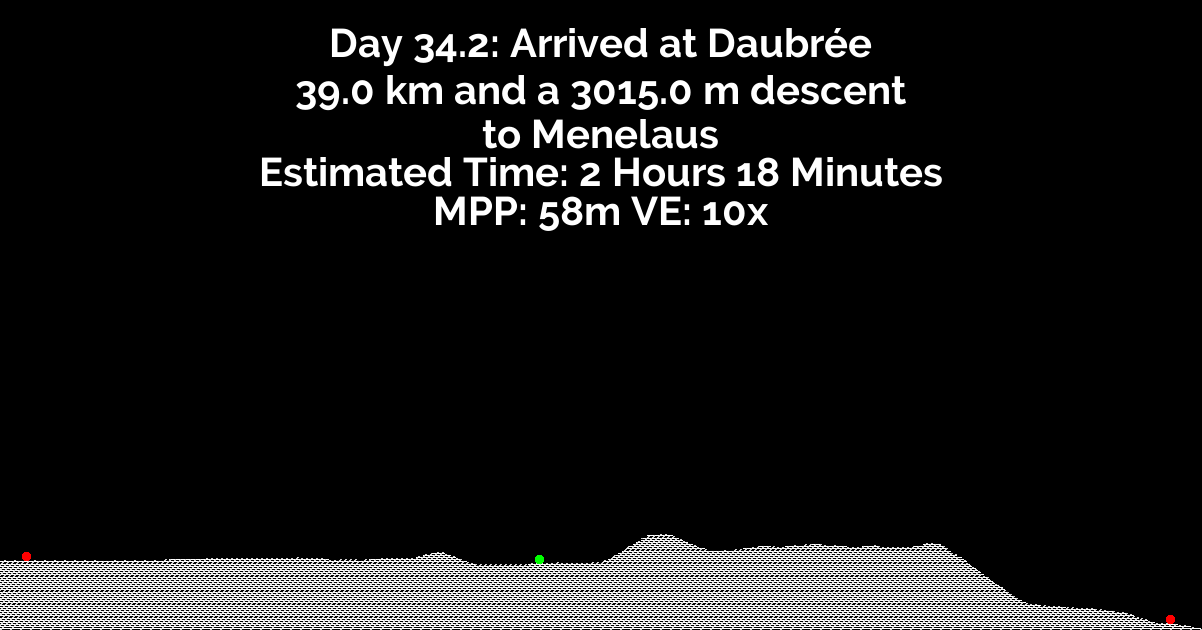 Day 34.2: Arrived at Daubrée
39.0 km and a 3015.0 m descent
to Menelaus
Estimated Time: 2 Hours 18 Minutes
MPP: 58m VE: 10x